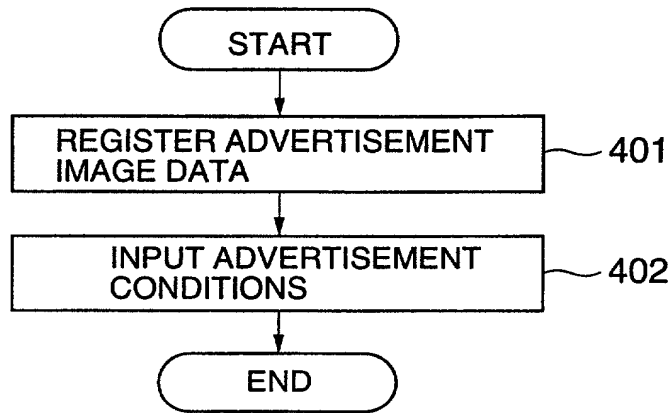 START
REGISTER ADVERTISEMENT
IMAGE DATA
401
INPUT ADVERTISEMENT
CONDITIONS
402
END